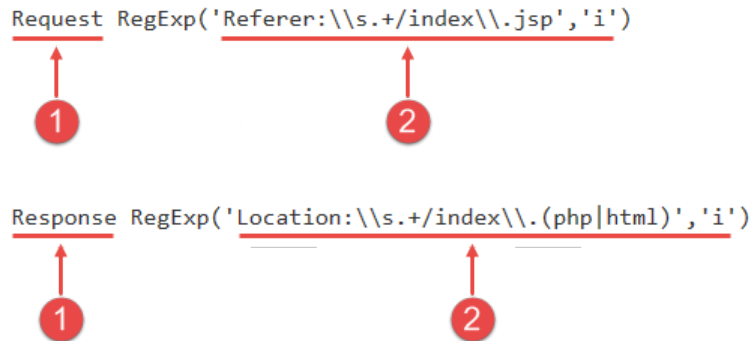 Request RegExp('Referer:\\s.+/index\\.jsp','i')
1 2
Response RegExp('Location:\\s.+/index\\.(php|html)','i')
1 2